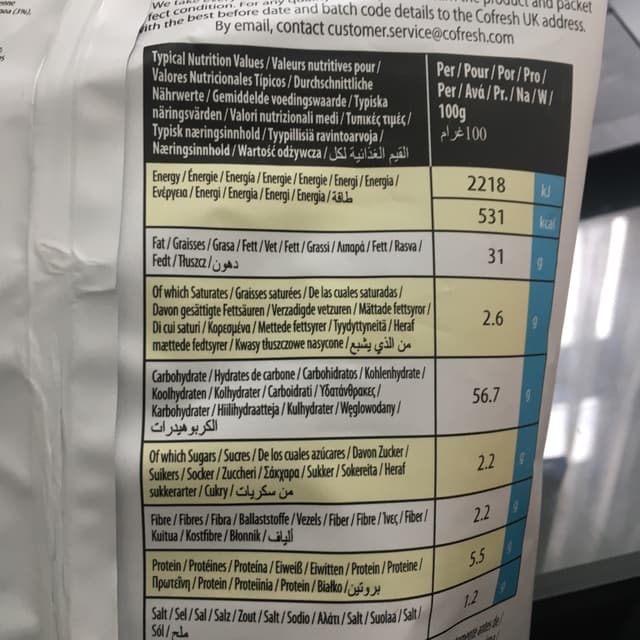 product and packet
fect condition. For any
ith the best before date and batch code details to the Cofresh UK address.
By email, contact customer.service@cofresh.com
Typical Nutrition Values / Valeurs nutritives pour /
Valores Nutricionales Típicos / Durchschnittliche
Nährwerte / Gemiddelde voedingswaarde / Typiska
näringsvärden / Valori nutrizionali medi / Τυπικές τιμές /
Typisk næringsinnhold / Tyypillisiä ravintoarvoja /
Næringsinnhold / Wartość odżywcza / القيم الغذائية لكل
Per / Pour / Por / Pro /
Per / Ανά / Pr. / Na / W /
100g
100غرام
Energy / Énergie / Energía / Energie / Energie / Energi / Energia /
Ενέργεια / Energi / Energia / Energi / Energia / طاقة
2218 kJ
531 kcal
Fat / Graisses / Grasa / Fett / Vet / Fett / Grassi / Λιπαρά / Fett / Rasva /
Fedt / Tłuszcz / دهون
31 g
Of which Saturates / Graisses saturées / De las cuales saturadas /
Davon gesättigte Fettsäuren / Verzadigde vetzuren / Mättade fettsyror /
Di cui saturi / Κορεσμένα / Mettede fettsyrer / Tyydyttyneitä / Heraf
mættede fedtsyrer / Kwasy tłuszczowe nasycone / من الذي يشبع
2.6 g
Carbohydrate / Hydrates de carbone / Carbohidratos / Kohlenhydrate /
Koolhydraten / Kolhydrater / Carboidrati / Υδατάνθρακες /
Karbohydrater / Hiilihydraatteja / Kulhydrater / Węglowodany /
الكربوهيدرات
56.7 g
Of which Sugars / Sucres / De los cuales azúcares / Davon Zucker /
Suikers / Socker / Zuccheri / Σάκχαρα / Sukker / Sokereita / Heraf
sukkerarter / Cukry / من سكريات
2.2 g
Fibre / Fibres / Fibra / Ballaststoffe / Vezels / Fiber / Fibre / Ίνες / Fiber /
Kuitua / Kostfibre / Błonnik / ألياف
2.2 g
Protein / Protéines / Proteína / Eiweiß / Eiwitten / Protein / Proteine /
Πρωτεΐνη / Protein / Proteiinia / Protein / Białko / بروتين
5.5 g
Salt / Sel / Sal / Salz / Zout / Salt / Sodio / Αλάτι / Salt / Suolaa / Salt /
Sól / ملح
1.2 g